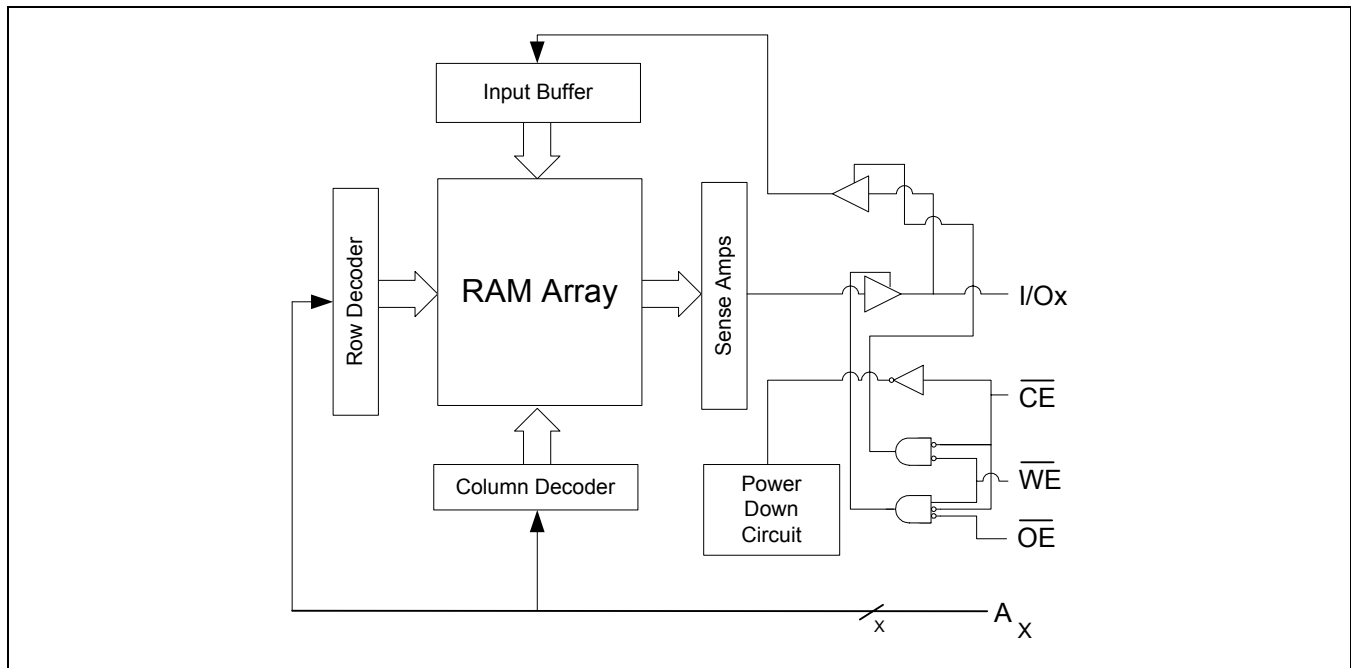 Input Buffer
Row Decoder
RAM Array
Sense Amps
I/Ox
CE
Column Decoder
Power
Down
Circuit
WE
OE
X
A X